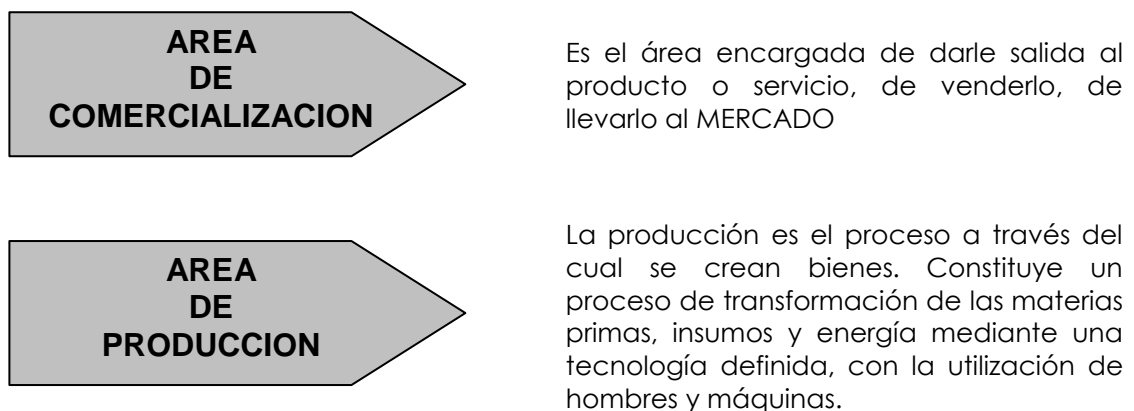 AREA
DE
COMERCIALIZACION
Es el área encargada de darle salida al
producto o servicio, de venderlo, de
llevarlo al MERCADO
AREA
DE
PRODUCCION
La producción es el proceso a través del
cual se crean bienes. Constituye un
proceso de transformación de las materias
primas, insumos y energía mediante una
tecnología definida, con la utilización de
hombres y máquinas.